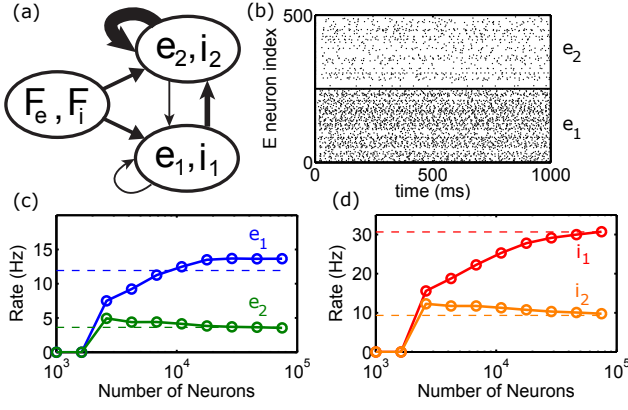 (a)
e2, i2
Fe, Fi
e1, i1
(b)
E neuron index
500
0
e2
e1
0
500
1000
time (ms)
(c)
Rate (Hz)
15
10
5
0
e1
e2
10^3
10^4
10^5
Number of Neurons
(d)
Rate (Hz)
30
20
10
0
i1
i2
10^3
10^4
10^5
Number of Neurons